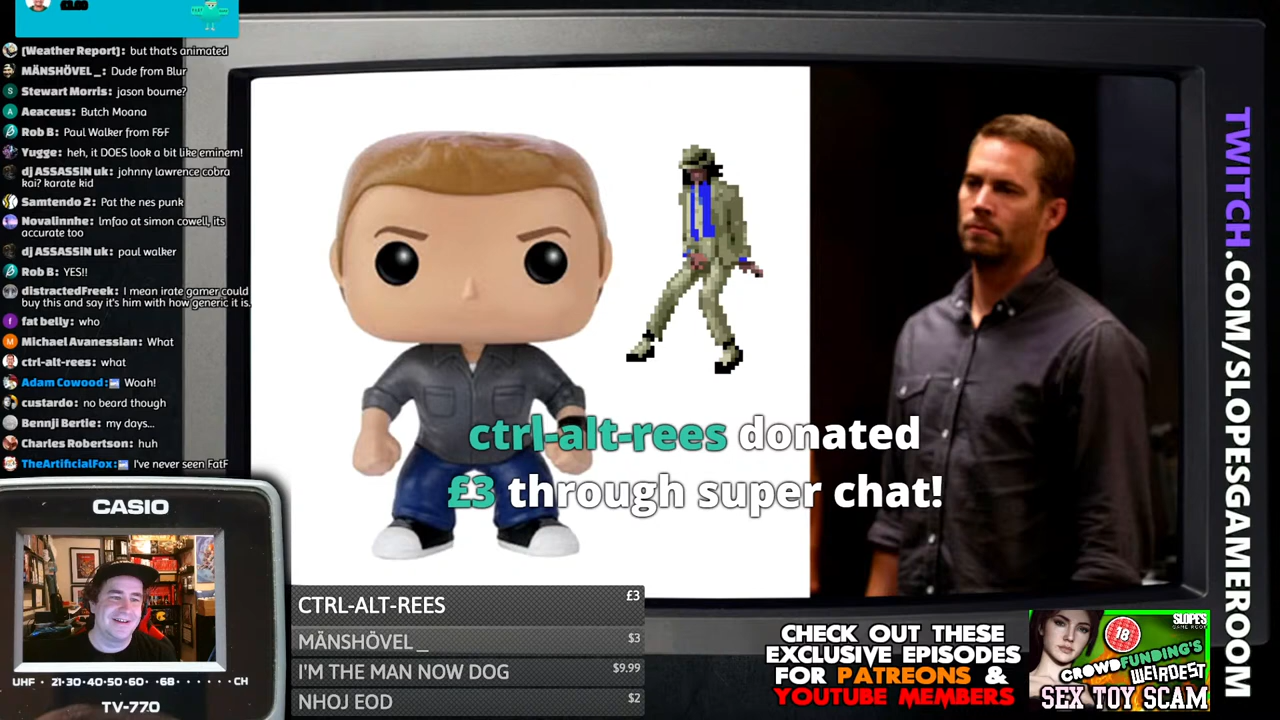 £3.00
[Weather Report]: but that's animated
MÄNSHÖVEL_: Dude from Blur
S Stewart Morris: jason bourne?
A Aeaceus: Butch Moana
Rob B: Paul Walker from F&F
Yugge: heh, it DOES look a bit like eminem!
dj ASSASSiN uk: johnny lawrence cobra
kai? karate kid
Samtendo 2: Pat the nes punk
Novalinnhe: lmfao at simon cowell, its
accurate too
dj ASSASSiN uk: paul walker
Rob B: YES!!
distractedFreek: I mean irate gamer could
buy this and say it's him with how generic it is.
f fat belly: who
M Michael Avanessian: What
ctrl-alt-rees: what
Adam Cowood: Woah!
custardo: no beard though
Bennji Bertle: my days...
Charles Robertson: huh
TheArtificialFox: I've never seen FatF
ctrl-alt-rees donated
£3 through super chat!
CASIO
UHF · 21·30·40·50·60· ·68· · · · · · CH
TV-770
CTRL-ALT-REES £3
MÄNSHÖVEL_ $3
I'M THE MAN NOW DOG $9.99
NHOJ EOD $2
CHECK OUT THESE
EXCLUSIVE EPISODES
FOR PATREONS &
YOUTUBE MEMBERS
18
SLOPES
GAME ROOM
CROWDFUNDING'S
WEIRDEST
SEX TOY SCAM
TWITCH.COM/SLOPESGAMEROOM